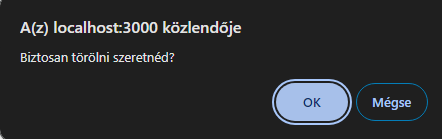 A(z) localhost:3000 közlendője
Biztosan törölni szeretnéd?
OK
Mégse